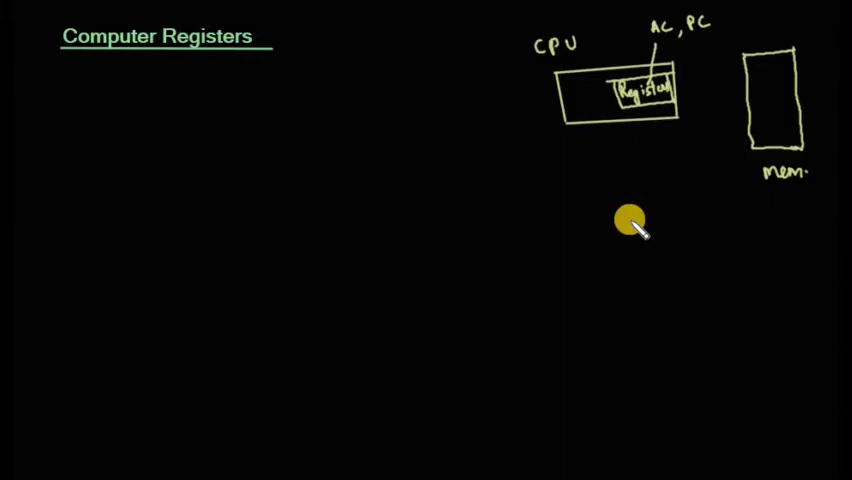 Computer Registers
CPU
AC, PC
Register
mem.